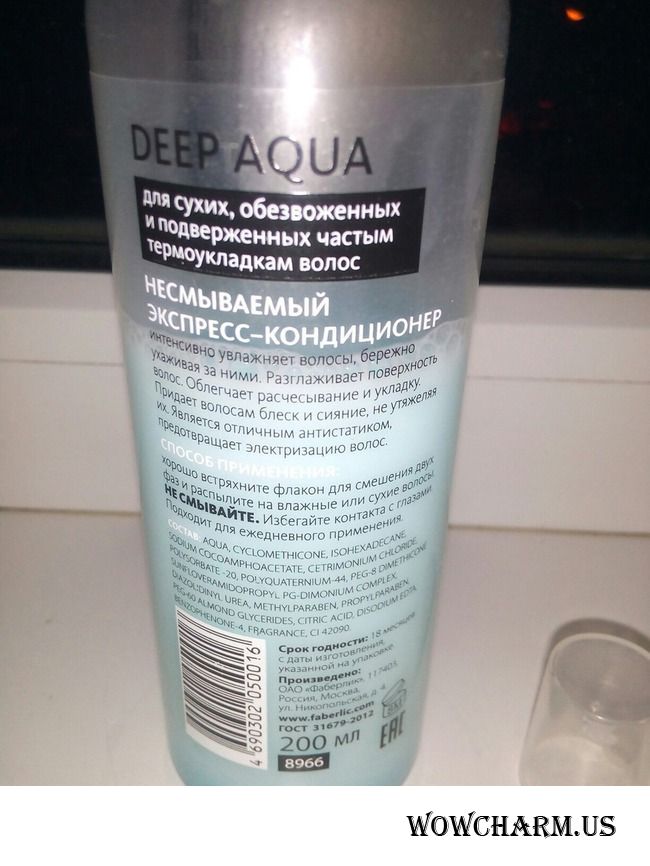 DEEP AQUA
для сухих, обезвоженных
и подверженных частым
термоукладкам волос
НЕСМЫВАЕМЫЙ
ЭКСПРЕСС-КОНДИЦИОНЕР
интенсивно увлажняет волосы, бережно
ухаживая за ними. Разглаживает поверхность
волос. Облегчает расчесывание и укладку.
Придает волосам блеск и сияние, не утяжеляя
их. Является отличным антистатиком,
предотвращает электризацию волос.
СПОСОБ ПРИМЕНЕНИЯ:
хорошо встряхните флакон для смешения двух
фаз и распылите на влажные или сухие волосы.
НЕ СМЫВАЙТЕ. Избегайте контакта с глазами.
Подходит для ежедневного применения.
СОСТАВ: AQUA, CYCLOMETHICONE, ISOHEXADECANE,
SODIUM COCOAMPHOACETATE, CETRIMONIUM CHLORIDE,
POLYSORBATE -20, POLYQUATERNIUM-44, PEG-8 DIMETHICONE,
SUNFLOWERAMIDOPROPYL PG-DIMONIUM COMPLEX,
DIAZOLIDINYL UREA, METHYLPARABEN, PROPYLPARABEN,
PEG-60 ALMOND GLYCERIDES, CITRIC ACID, DISODIUM EDTA,
BENZOPHENONE-4, FRAGRANCE, CI 42090.
Срок годности: 18 месяцев
с даты изготовления,
указанной на упаковке
Произведено:
ОАО «Фаберлик», 117403,
Россия, Москва,
ул. Никопольская, д. 4.
www.faberlic.com
ГОСТ 31679-2012
200 МЛ
8966
4 690302 050016
18M
EAC
WOWCHARM.US